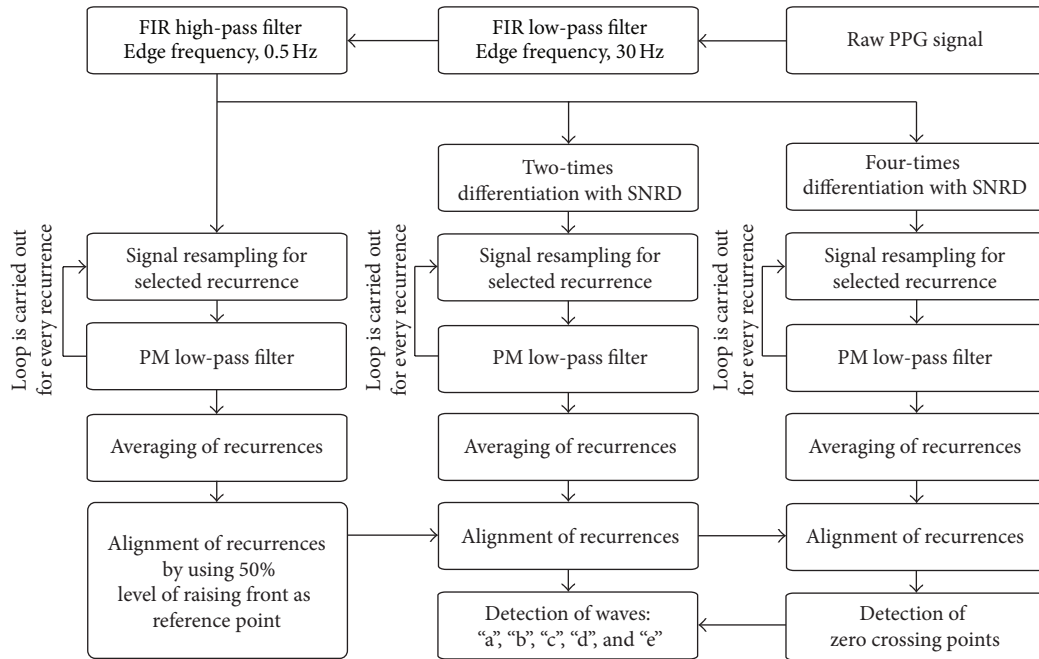 FIR high-pass filter
Edge frequency, 0.5 Hz
FIR low-pass filter
Edge frequency, 30 Hz
Raw PPG signal
Two-times
differentiation with SNRD
Four-times
differentiation with SNRD
Loop is carried out
for every recurrence
Signal resampling for
selected recurrence
Loop is carried out
for every recurrence
Signal resampling for
selected recurrence
Loop is carried out
for every recurrence
Signal resampling for
selected recurrence
PM low-pass filter
PM low-pass filter
PM low-pass filter
Averaging of recurrences
Averaging of recurrences
Averaging of recurrences
Alignment of recurrences
by using 50%
level of raising front as
reference point
Alignment of recurrences
Alignment of recurrences
Detection of waves:
“a”, “b”, “c”, “d”, and “e”
Detection of
zero crossing points